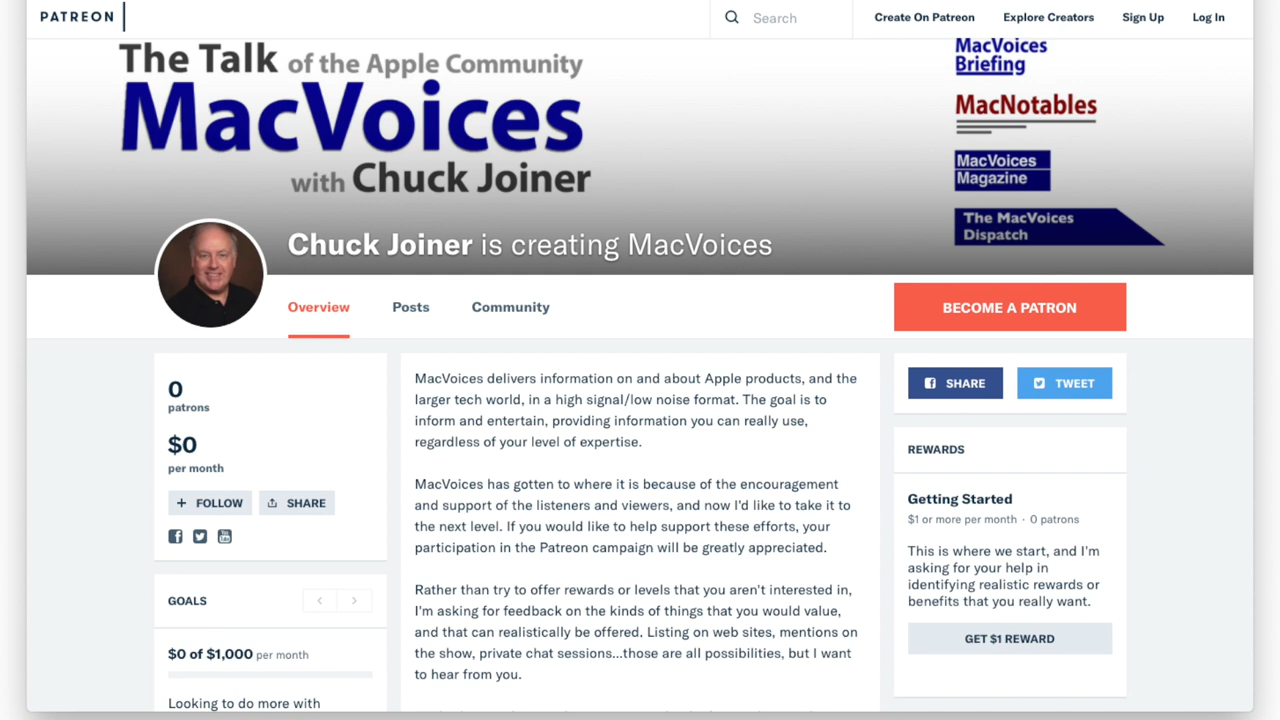 PATREON
Search
Create On Patreon
Explore Creators
Sign Up
Log In
The Talk of the Apple Community
MacVoices
with Chuck Joiner
MacVoices
Briefing
MacNotables
MacVoices
Magazine
The MacVoices
Dispatch
Chuck Joiner is creating MacVoices
Overview
Posts
Community
BECOME A PATRON
0
patrons
$0
per month
+ FOLLOW
SHARE
GOALS
$0 of $1,000 per month
Looking to do more with
MacVoices delivers information on and about Apple products, and the
larger tech world, in a high signal/low noise format. The goal is to
inform and entertain, providing information you can really use,
regardless of your level of expertise.
MacVoices has gotten to where it is because of the encouragement
and support of the listeners and viewers, and now I'd like to take it to
the next level. If you would like to help support these efforts, your
participation in the Patreon campaign will be greatly appreciated.
Rather than try to offer rewards or levels that you aren't interested in,
I'm asking for feedback on the kinds of things that you would value,
and that can realistically be offered. Listing on web sites, mentions on
the show, private chat sessions...those are all possibilities, but I want
to hear from you.
SHARE
TWEET
REWARDS
Getting Started
$1 or more per month · 0 patrons
This is where we start, and I'm
asking for your help in
identifying realistic rewards or
benefits that you really want.
GET $1 REWARD